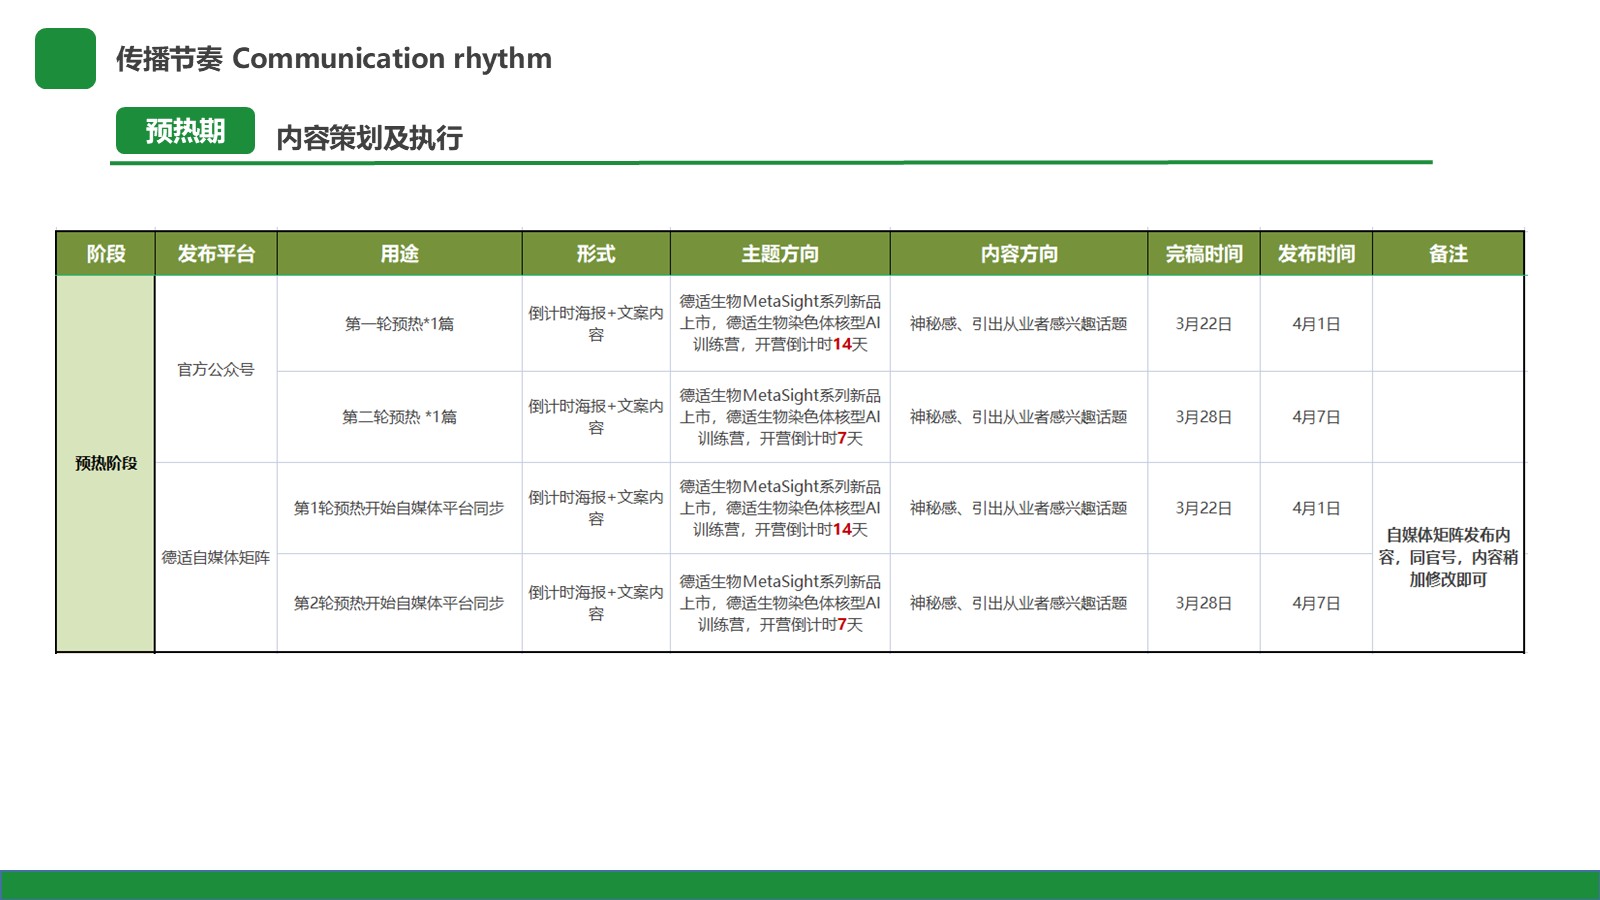 传播节奏 Communication rhythm
预热期
内容策划及执行
阶段 发布平台 用途 形式 主题方向 内容方向 完稿时间 发布时间 备注
预热阶段
官方公众号
第一轮预热*1篇
倒计时海报+文案内
容
德适生物MetaSight系列新品
上市，德适生物染色体核型AI
训练营，开营倒计时14天
神秘感、引出从业者感兴趣话题
3月22日
4月1日
第二轮预热 *1篇
倒计时海报+文案内
容
德适生物MetaSight系列新品
上市，德适生物染色体核型AI
训练营，开营倒计时7天
神秘感、引出从业者感兴趣话题
3月28日
4月7日
德适自媒体矩阵
第1轮预热开始自媒体平台同步
倒计时海报+文案内
容
德适生物MetaSight系列新品
上市，德适生物染色体核型AI
训练营，开营倒计时14天
神秘感、引出从业者感兴趣话题
3月22日
4月1日
自媒体矩阵发布内
容，同官号，内容稍
加修改即可
第2轮预热开始自媒体平台同步
倒计时海报+文案内
容
德适生物MetaSight系列新品
上市，德适生物染色体核型AI
训练营，开营倒计时7天
神秘感、引出从业者感兴趣话题
3月28日
4月7日